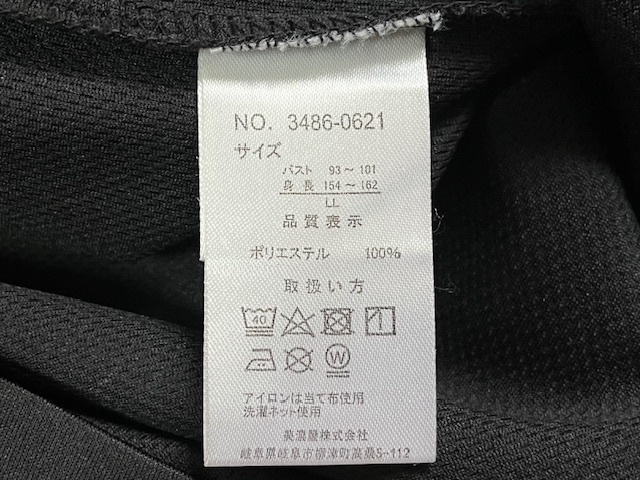 NO. 3486-0621
サイズ
バスト 93～101
身長 154～162
LL
品質表示
ポリエステル 100%
取扱い方
40
W
アイロンは当て布使用
洗濯ネット使用
美濃屋株式会社
岐阜県岐阜市柳津町高桑5-112